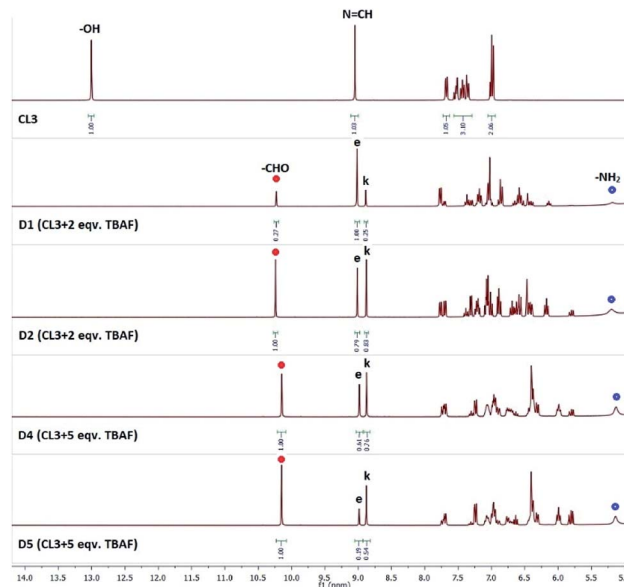 -OH
N=CH
CL3
1.00
1.03
1.05
3.10
2.06
-CHO
e
k
-NH2
D1 (CL3+2 eqv. TBAF)
0.27
0.25
e
k
D2 (CL3+2 eqv. TBAF)
1.00
0.79
0.83
e
k
D4 (CL3+5 eqv. TBAF)
1.00
0.61
0.76
e
k
D5 (CL3+5 eqv. TBAF)
1.00
0.54
14.0 13.5 13.0 12.5 12.0 11.5 11.0 10.5 10.0 9.5 9.0 8.5 8.0 7.5 7.0 6.5 6.0 5.5 5.0
f1 (ppm)